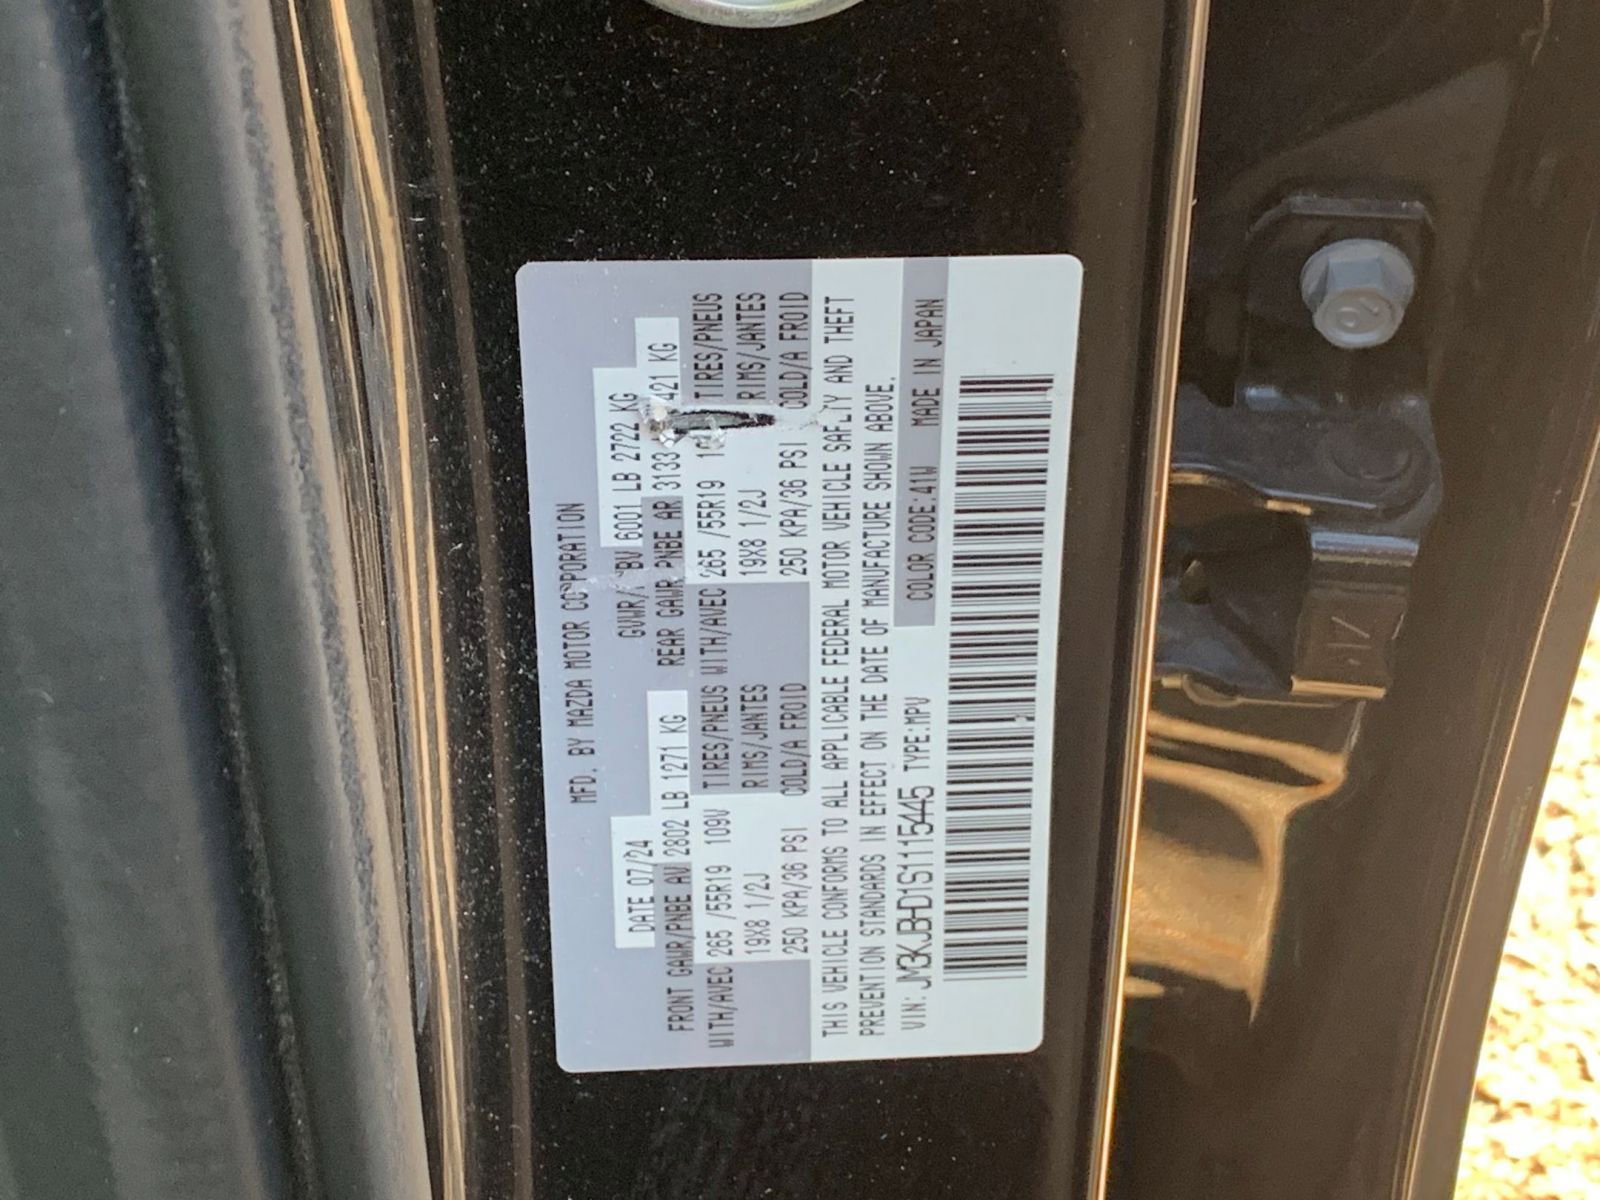 MFD. BY MAZDA MOTOR CORPORATION
DATE 07/24 GVWR/ BV 6001 LB 2722 KG
FRONT GAWR/PNBE AV 2802 LB 1271 KG REAR GAWR PNBE AR 3133 421 KG
WITH/AVEC 265 /55R19 109V TIRES/PNEUS WITH/AVEC 265 /55R19 TIRES/PNEUS
19X8 1/2J RIMS/JANTES 19X8 1/2J RIMS/JANTES
250 KPA/36 PSI COLD/A FROID 250 KPA/36 PSI COLD/A FROID
THIS VEHICLE CONFORMS TO ALL APPLICABLE FEDERAL MOTOR VEHICLE SAFETY AND THEFT
PREVENTION STANDARDS IN EFFECT ON THE DATE OF MANUFACTURE SHOWN ABOVE.
VIN: JM3KJBHD1S1115445 TYPE:MPV COLOR CODE:41W MADE IN JAPAN